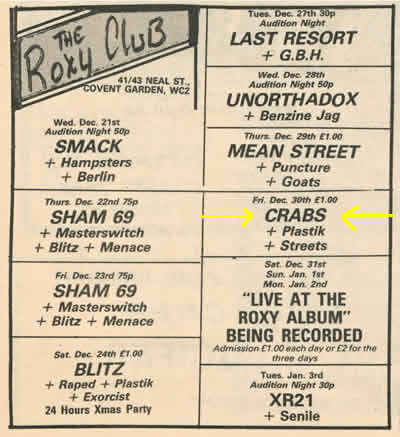 THE
Roxy Club
41/43 NEAL ST.,
COVENT GARDEN, WC2
Wed. Dec. 21st
Audition Night 50p
SMACK
+ Hampsters
+ Berlin
Thurs. Dec. 22nd 75p
SHAM 69
+ Masterswitch
+ Blitz + Menace
Fri. Dec. 23rd 75p
SHAM 69
+ Masterswitch
+ Blitz + Menace
Sat. Dec. 24th £1.00
BLITZ
+ Raped + Plastik
+ Exorcist
24 Hours Xmas Party
Tues. Dec. 27th 30p
Audition Night
LAST RESORT
+ G.B.H.
Wed. Dec. 28th
Audition Night 50p
UNORTHADOX
+ Benzine Jag
Thurs. Dec. 29th £1.00
MEAN STREET
+ Puncture
+ Goats
Fri. Dec. 30th £1.00
CRABS
+ Plastik
+ Streets
Sat. Dec. 31st
Sun. Jan. 1st
Mon. Jan. 2nd
"LIVE AT THE
ROXY ALBUM"
BEING RECORDED
Admission £1.00 each day or £2 for the
three days
Tues. Jan. 3rd
Audition Night 30p
XR21
+ Senile